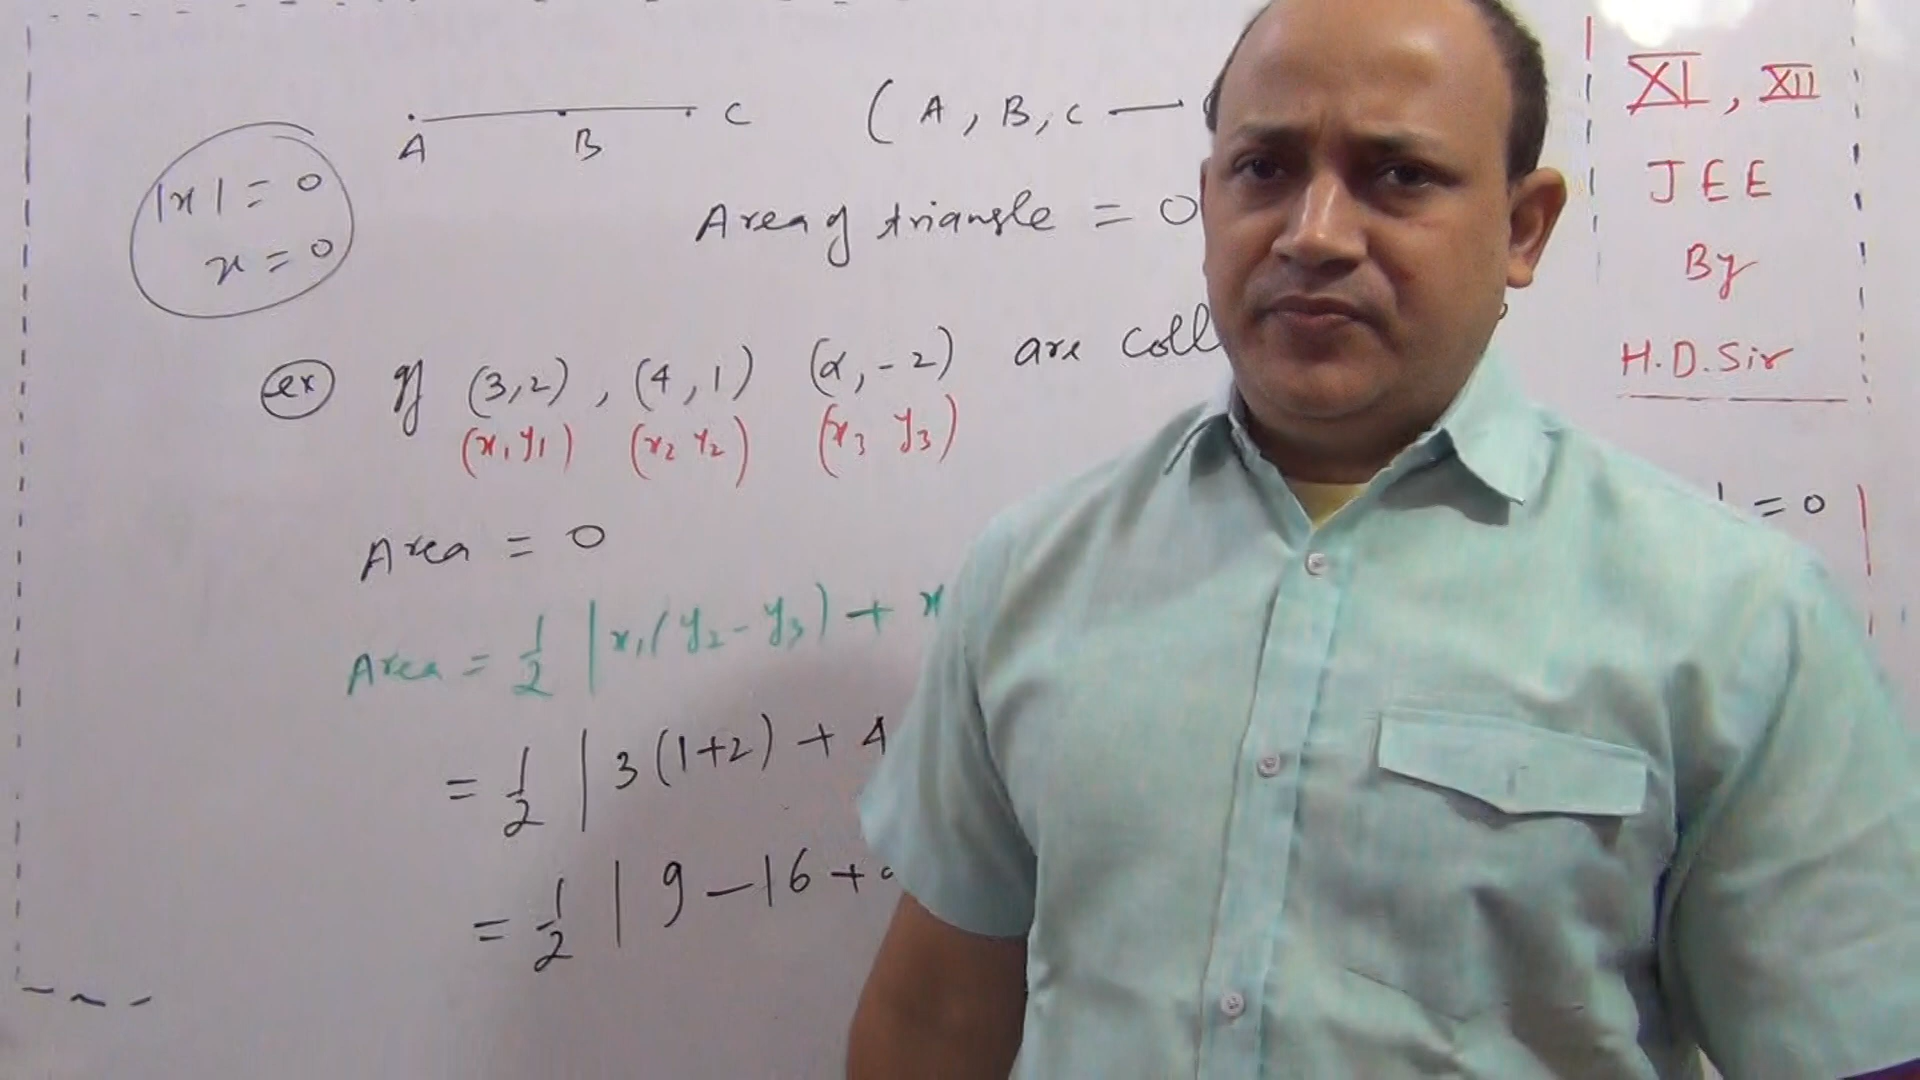 A B C (A, B, C —
|x| = 0
x = 0
Area of triangle = 0
ex If (3,2), (4,1) (α,-2) are coll
(x₁ y₁) (x₂ y₂) (x₃ y₃)
Area = 0
Area = 1/2 |x₁(y₂-y₃) + x
= 1/2 |3(1+2) + 4
= 1/2 |9-16+
XI, XII
JEE
By
H.D.Sir
= 0